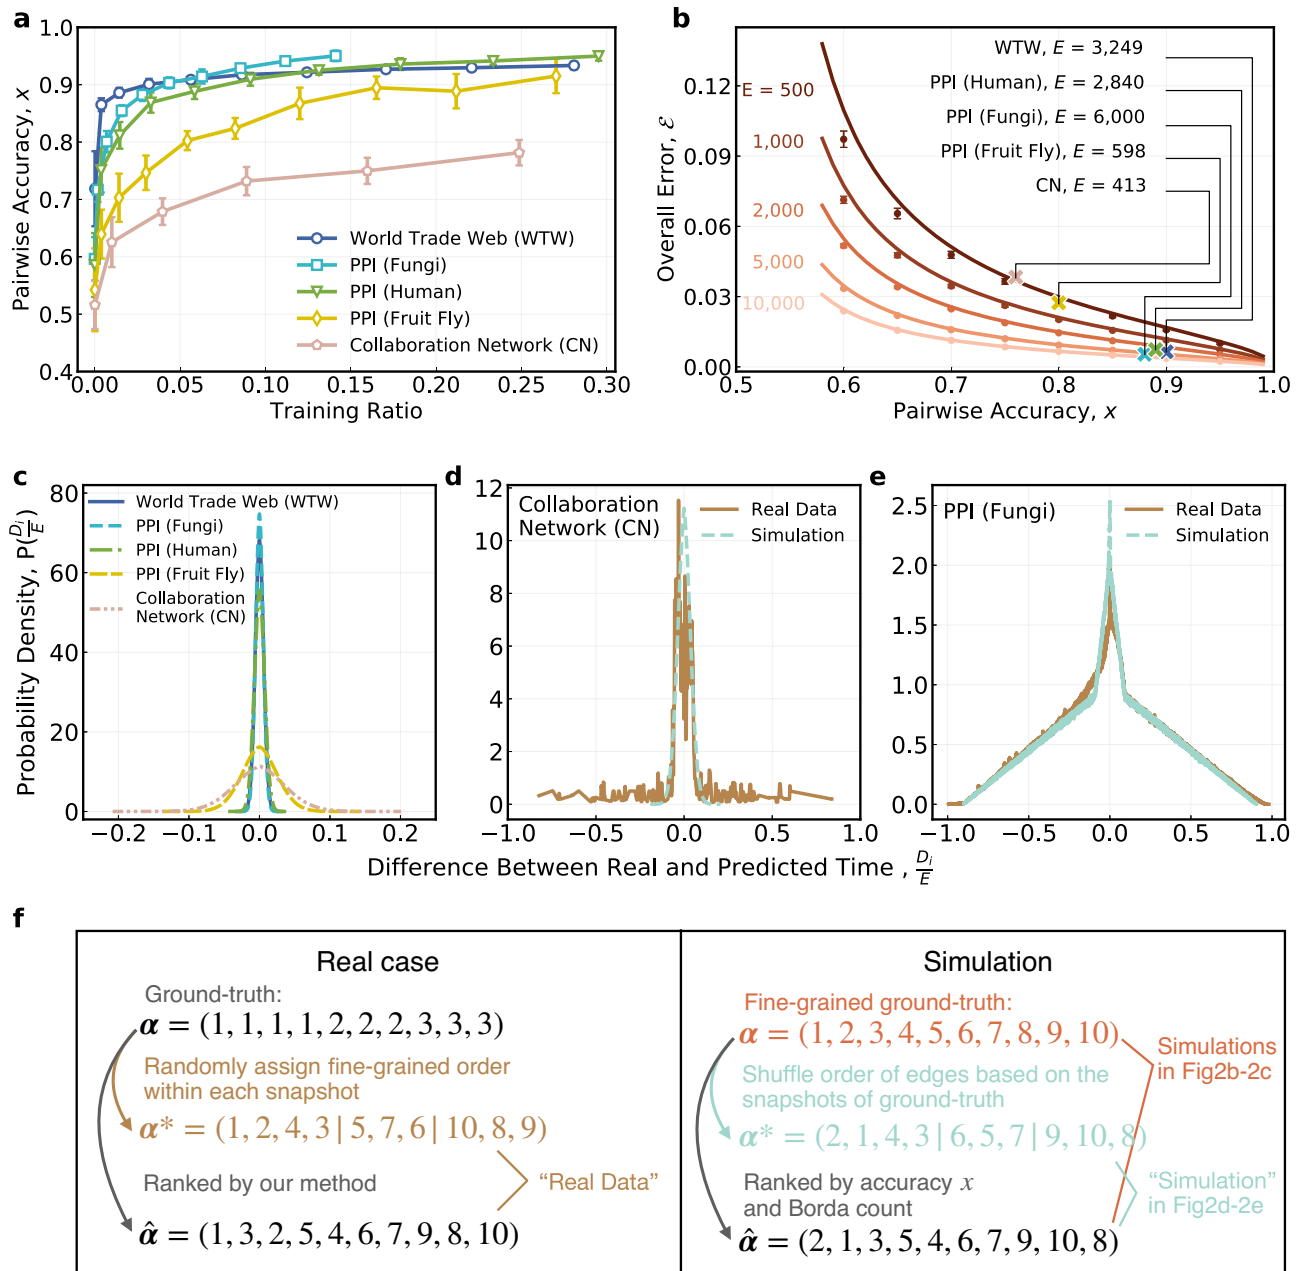 a
1.0
0.9
0.8
0.7
0.6
0.5
0.4
Pairwise Accuracy, x
0.00 0.05 0.10 0.15 0.20 0.25 0.30
Training Ratio
World Trade Web (WTW)
PPI (Fungi)
PPI (Human)
PPI (Fruit Fly)
Collaboration Network (CN)
b
0.12
0.09
0.06
0.03
0.00
Overall Error, ℰ
E = 500
1,000
2,000
5,000
10,000
WTW, E = 3,249
PPI (Human), E = 2,840
PPI (Fungi), E = 6,000
PPI (Fruit Fly), E = 598
CN, E = 413
0.5 0.6 0.7 0.8 0.9 1.0
Pairwise Accuracy, x
c
80
60
40
20
0
Probability Density, P(D_i/E)
World Trade Web (WTW)
PPI (Fungi)
PPI (Human)
PPI (Fruit Fly)
Collaboration
Network (CN)
−0.2 −0.1 0.0 0.1 0.2
d
12
10
8
6
4
2
0
Collaboration
Network (CN)
Real Data
Simulation
−1.0 −0.5 0.0 0.5 1.0
e
2.5
2.0
1.5
1.0
0.5
0.0
PPI (Fungi)
Real Data
Simulation
−1.0 −0.5 0.0 0.5 1.0
Difference Between Real and Predicted Time , D_i/E
f
Real case
Ground-truth:
α = (1, 1, 1, 1, 2, 2, 2, 3, 3, 3)
Randomly assign fine-grained order
within each snapshot
α* = (1, 2, 4, 3 | 5, 7, 6 | 10, 8, 9)
Ranked by our method
“Real Data”
α̂ = (1, 3, 2, 5, 4, 6, 7, 9, 8, 10)
Simulation
Fine-grained ground-truth:
α = (1, 2, 3, 4, 5, 6, 7, 8, 9, 10)
Simulations
in Fig2b-2c
Shuffle order of edges based on the
snapshots of ground-truth
α* = (2, 1, 4, 3 | 6, 5, 7 | 9, 10, 8)
Ranked by accuracy x
and Borda count
“Simulation”
in Fig2d-2e
α̂ = (2, 1, 3, 5, 4, 6, 7, 9, 10, 8)